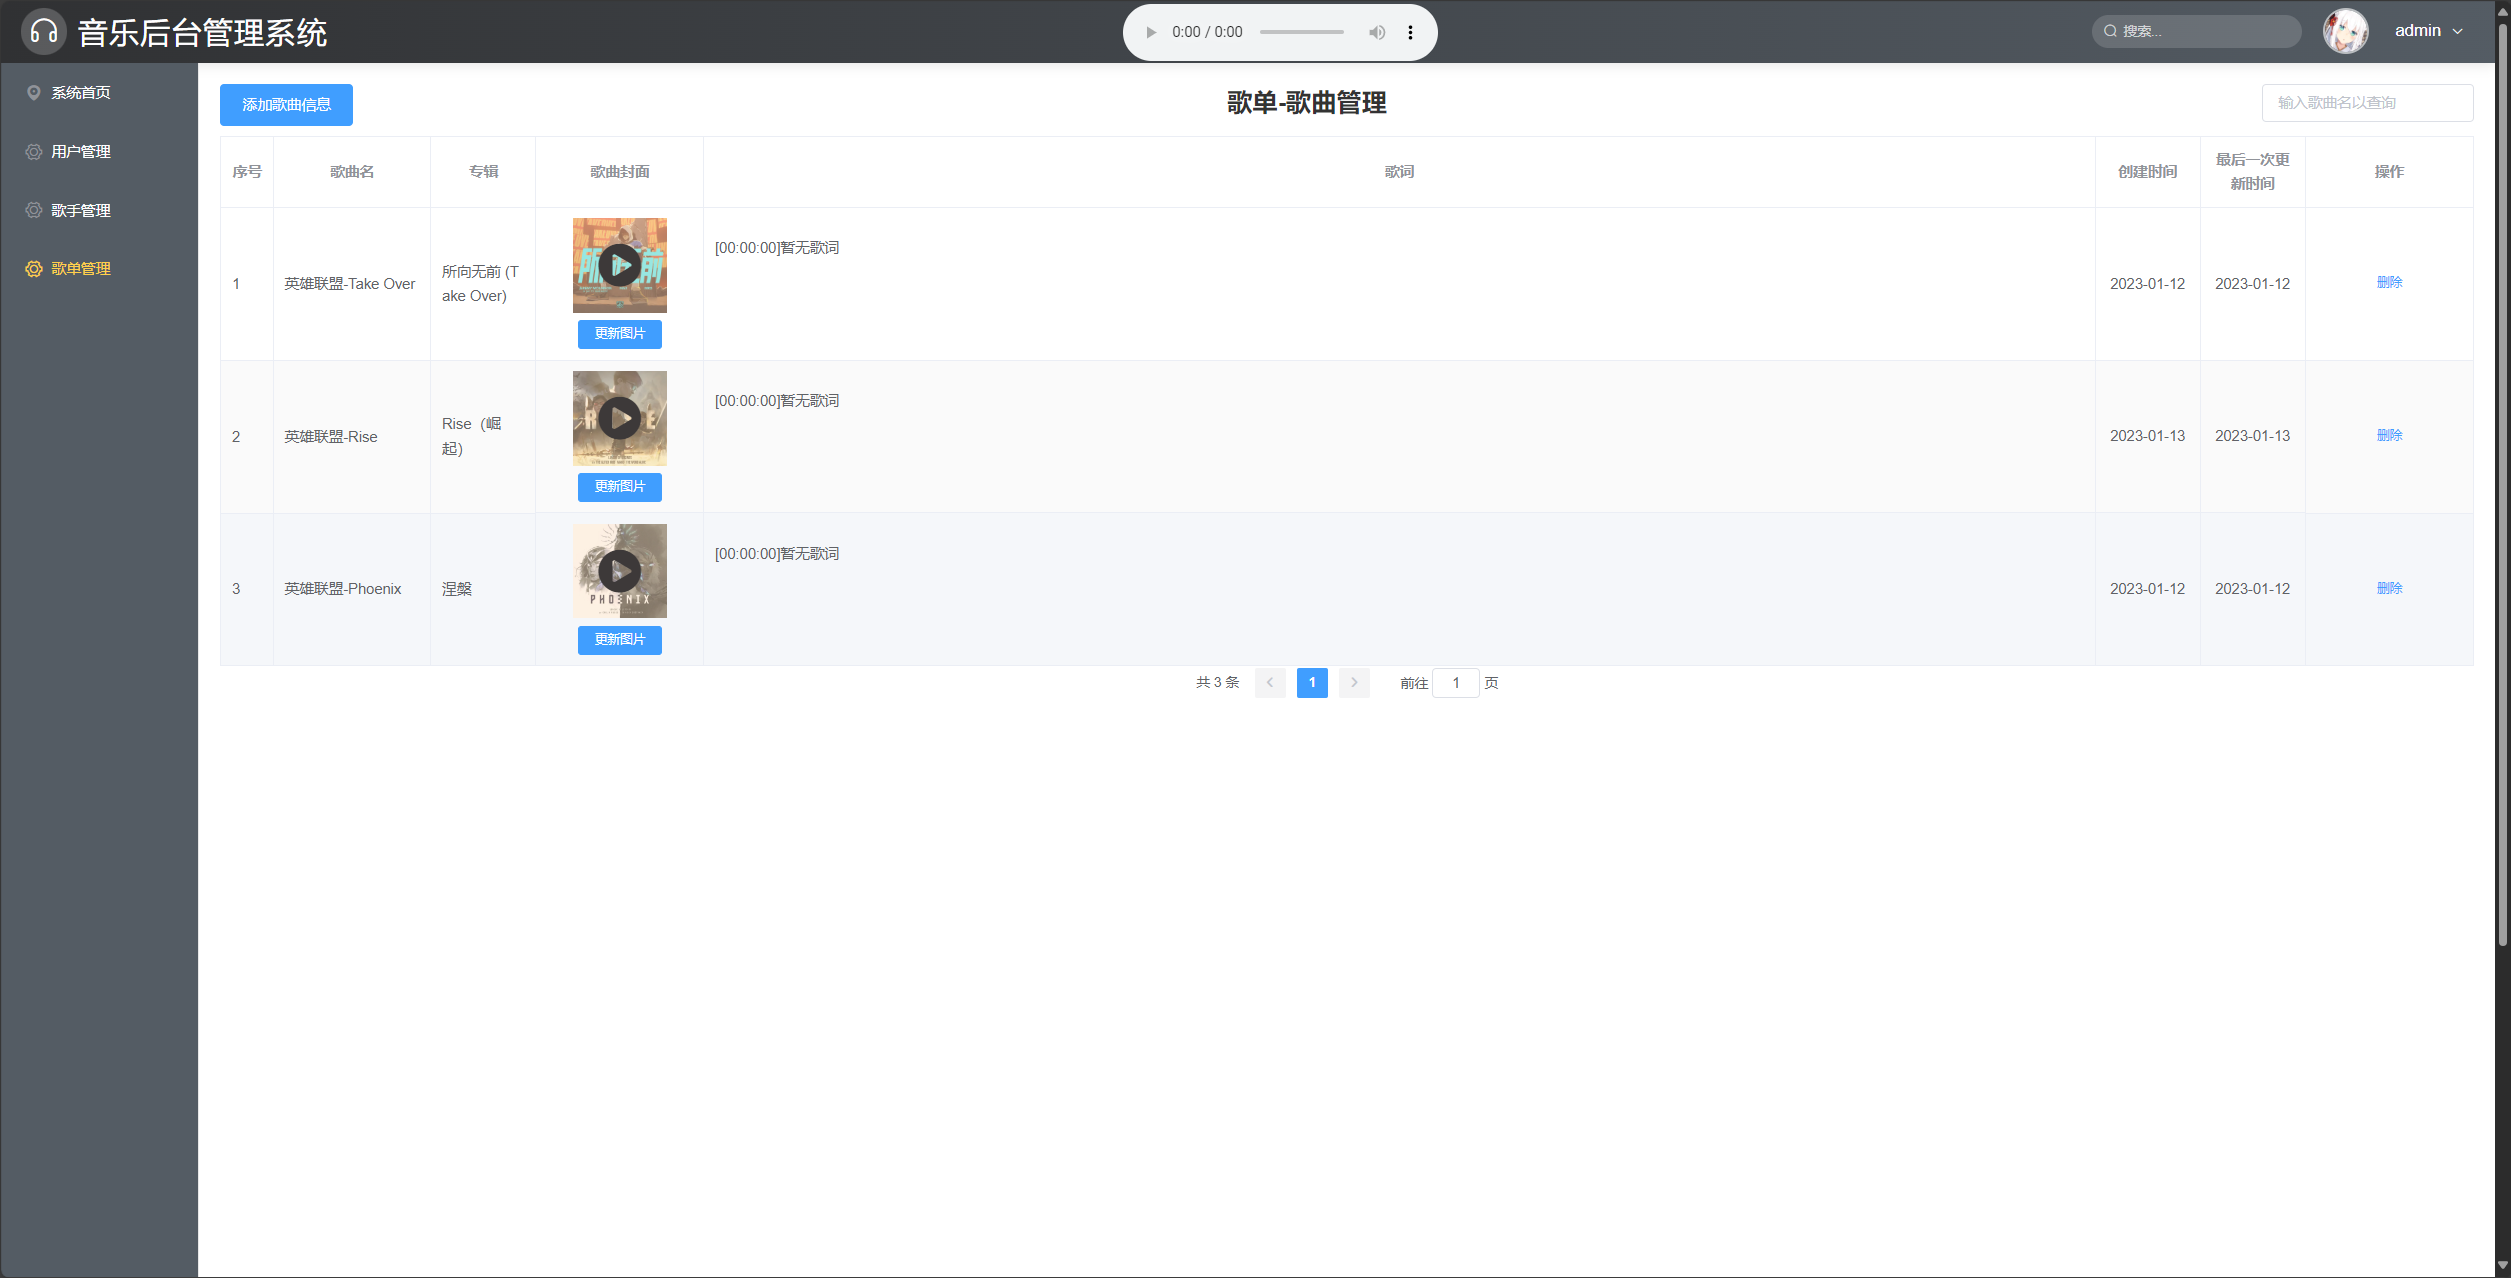 音乐后台管理系统
0:00 / 0:00
搜索...
admin
系统首页
用户管理
歌手管理
歌单管理
添加歌曲信息
歌单-歌曲管理
输入歌曲名以查询
序号
歌曲名
专辑
歌曲封面
歌词
创建时间
最后一次更
新时间
操作
1
英雄联盟-Take Over
所向无前 (T
ake Over)
更新图片
[00:00:00]暂无歌词
2023-01-12
2023-01-12
删除
2
英雄联盟-Rise
Rise（崛
起）
更新图片
[00:00:00]暂无歌词
2023-01-13
2023-01-13
删除
3
英雄联盟-Phoenix
涅槃
PHOENIX
更新图片
[00:00:00]暂无歌词
2023-01-12
2023-01-12
删除
共 3 条
1
前往
1
页